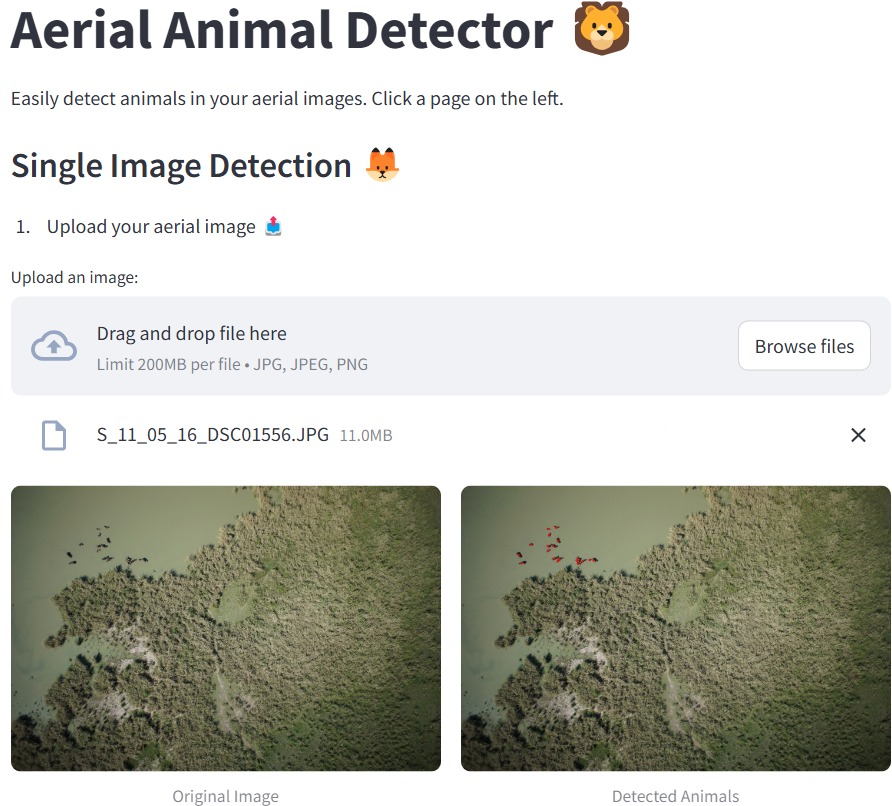 Aerial Animal Detector 🦁
Easily detect animals in your aerial images. Click a page on the left.
Single Image Detection 🦊
1. Upload your aerial image 📤
Upload an image:
Drag and drop file here
Limit 200MB per file • JPG, JPEG, PNG
Browse files
S_11_05_16_DSC01556.JPG 11.0MB
Original Image
Detected Animals